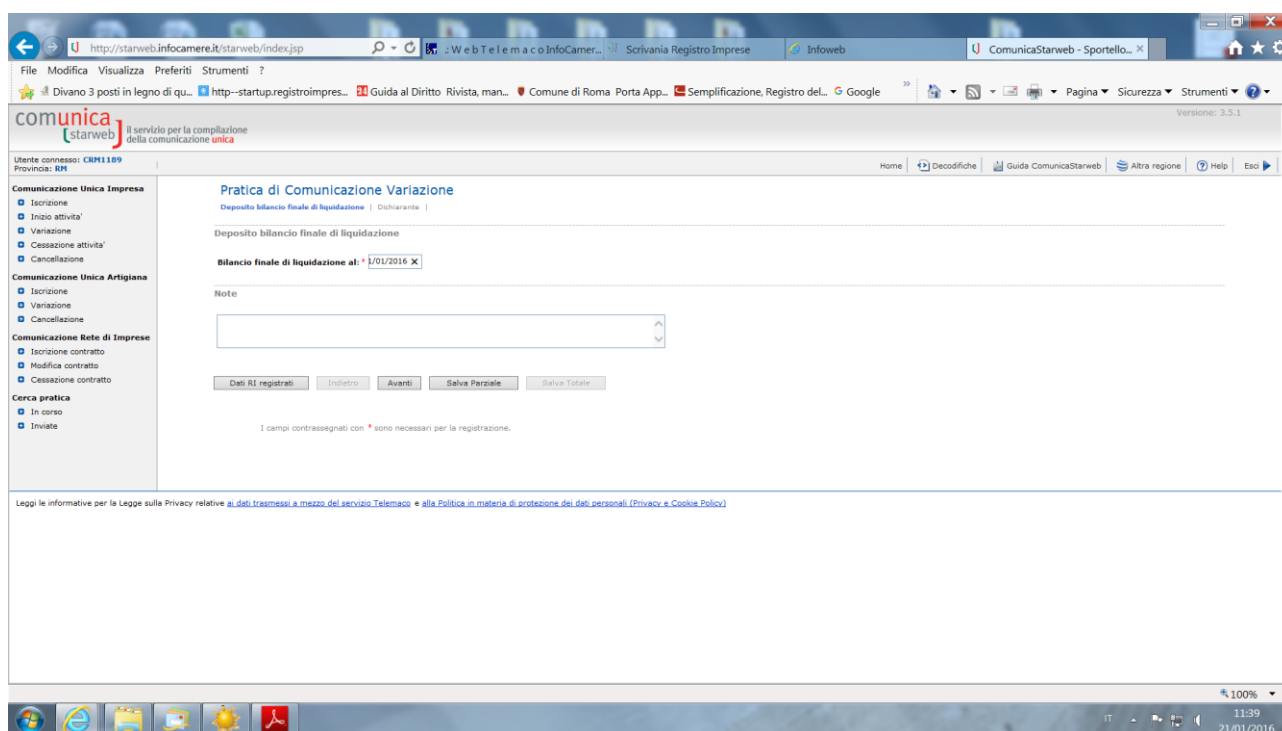 http://starweb.infocamere.it/starweb/index.jsp
.: W e b T e l e m a c o InfoCamer...
Scrivania Registro Imprese
Infoweb
ComunicaStarweb - Sportello...
File Modifica Visualizza Preferiti Strumenti ?
Divano 3 posti in legno di qu... http--startup.registroimpres... Guida al Diritto Rivista, man... Comune di Roma Porta App... Semplificazione, Registro del... Google
Pagina Sicurezza Strumenti
comunica
starweb
Il servizio per la compilazione
della comunicazione unica
Versione: 3.5.1
Utente connesso: CRM1189
Provincia: RM
Home Decodifiche Guida ComunicaStarweb Altra regione Help Esci
Comunicazione Unica Impresa
Iscrizione
Inizio attivita'
Variazione
Cessazione attivita'
Cancellazione
Comunicazione Unica Artigiana
Iscrizione
Variazione
Cancellazione
Comunicazione Rete di Imprese
Iscrizione contratto
Modifica contratto
Cessazione contratto
Cerca pratica
In corso
Inviate
Pratica di Comunicazione Variazione
Deposito bilancio finale di liquidazione | Dichiarante |
Deposito bilancio finale di liquidazione
Bilancio finale di liquidazione al: * 1/01/2016
Note
Dati RI registrati Indietro Avanti Salva Parziale Salva Totale
I campi contrassegnati con * sono necessari per la registrazione.
Leggi le informative per la Legge sulla Privacy relative ai dati trasmessi a mezzo del servizio Telemaco e alla Politica in materia di protezione dei dati personali (Privacy e Cookie Policy)
100%
IT
11:39
21/01/2016